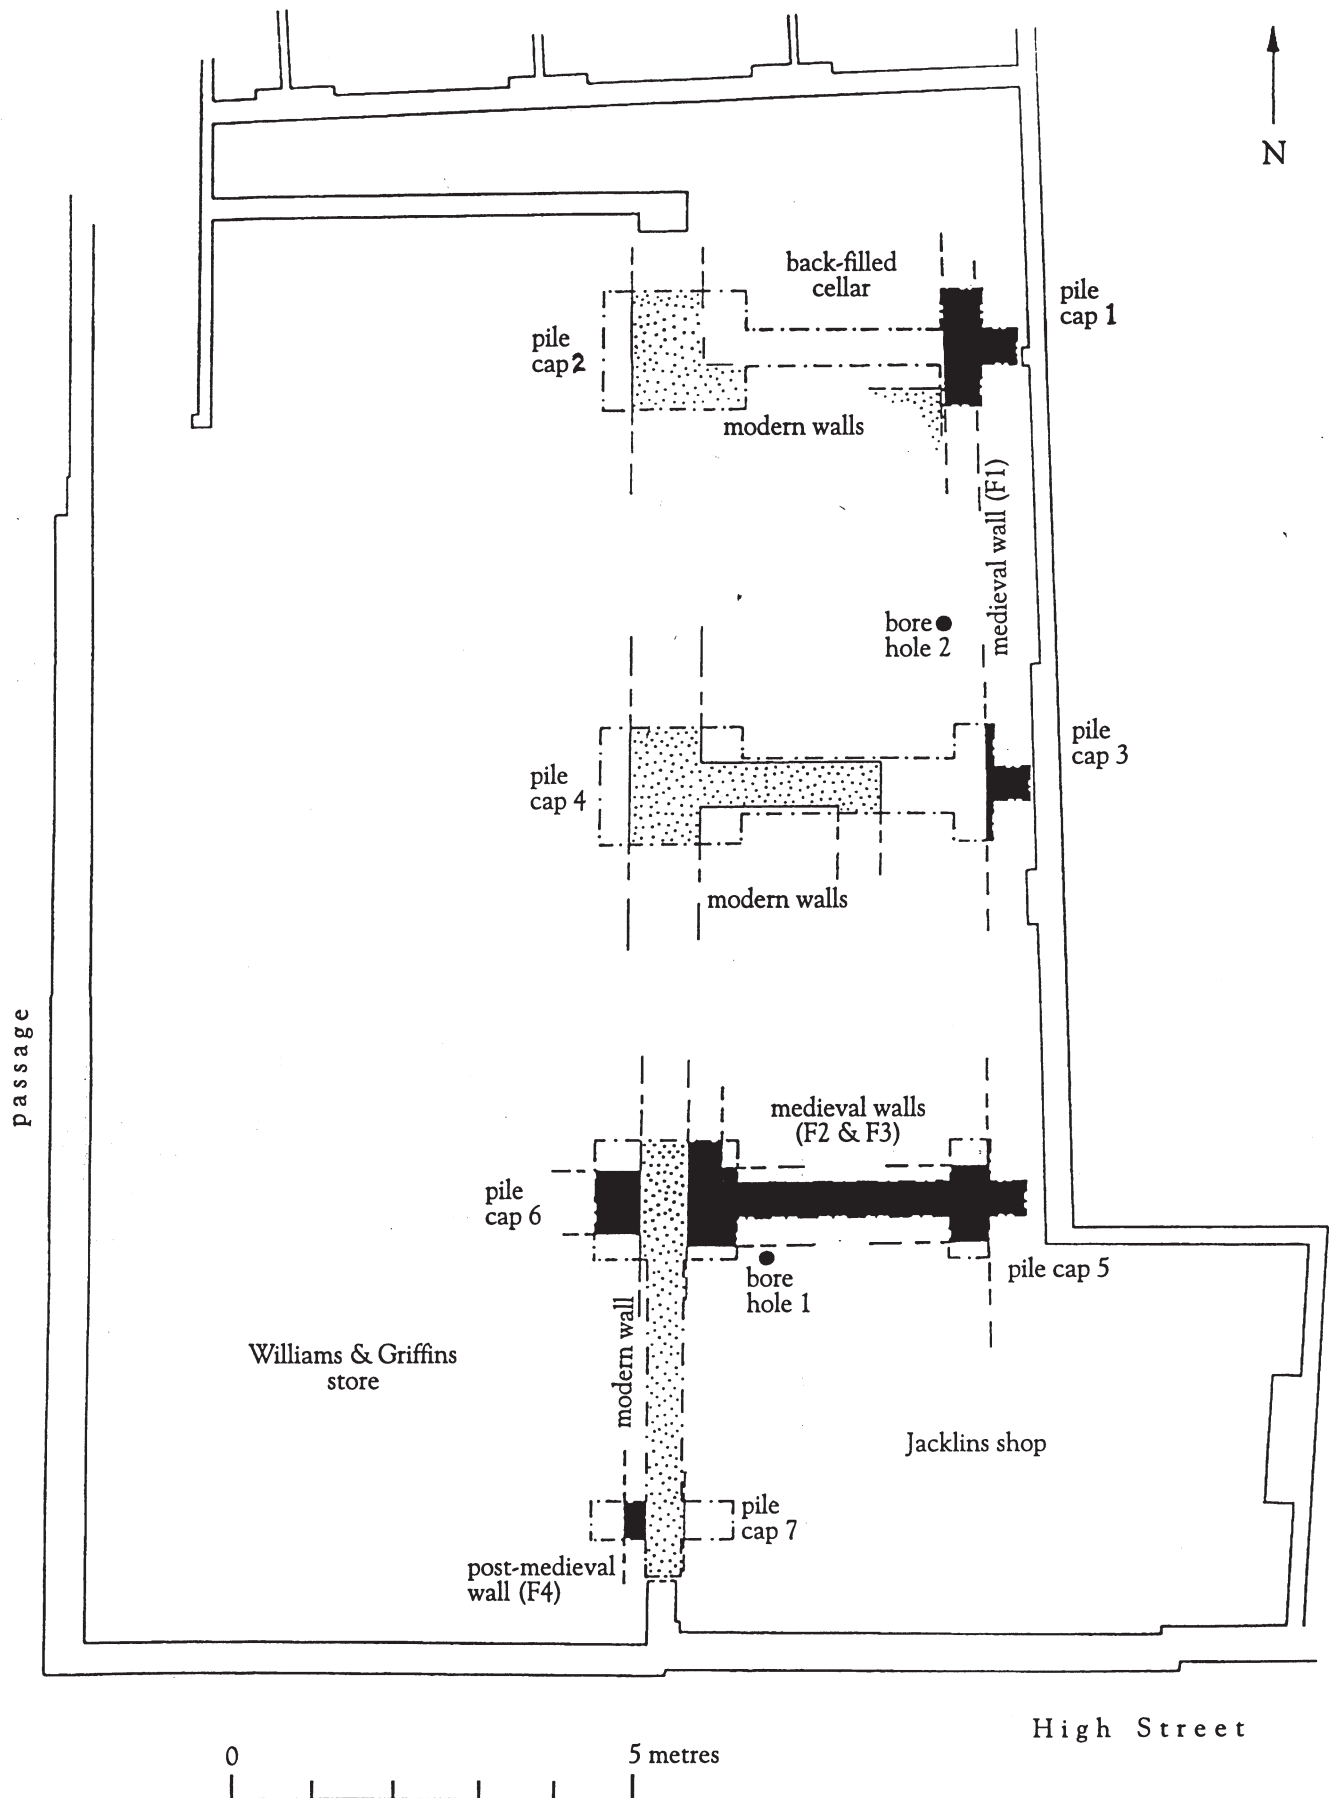 N
back-filled
cellar
pile
cap 1
pile
cap 2
modern walls
medieval wall (F1)
bore
hole 2
pile
cap 3
pile
cap 4
modern walls
passage
medieval walls
(F2 & F3)
pile
cap 6
pile cap 5
bore
hole 1
modern wall
Williams & Griffins
store
Jacklins shop
pile
cap 7
post-medieval
wall (F4)
High Street
0
5 metres